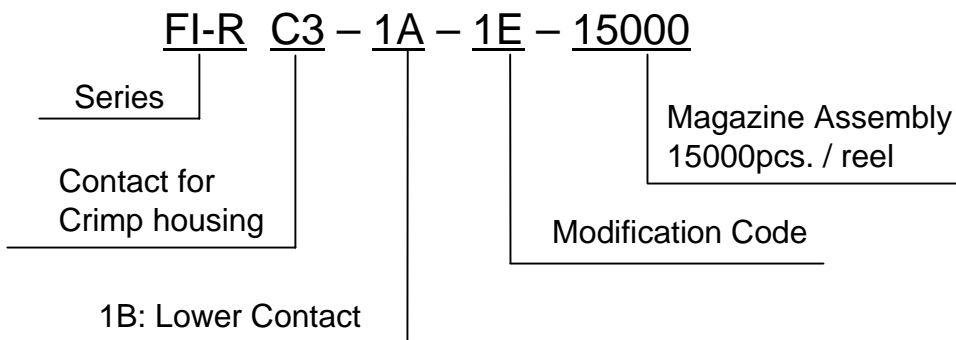 FI-R C3 – 1A – 1E – 15000
Series
Magazine Assembly
15000pcs. / reel
Contact for
Crimp housing
Modification Code
1B: Lower Contact